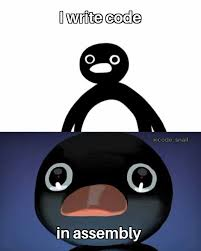 I write code
@code_snail
in assembly